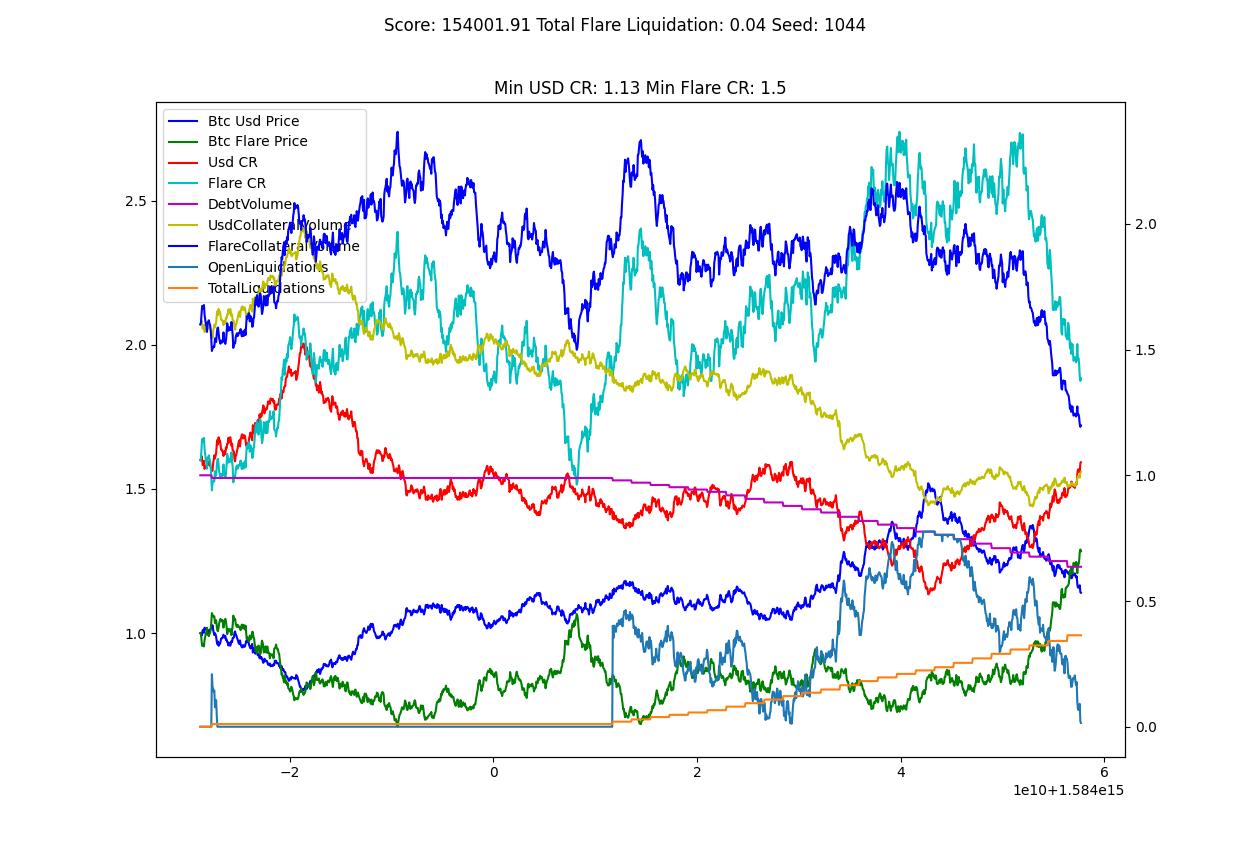 Score: 154001.91 Total Flare Liquidation: 0.04 Seed: 1044
Min USD CR: 1.13 Min Flare CR: 1.5
Btc Usd Price
Btc Flare Price
Usd CR
Flare CR
DebtVolume
UsdCollateralVolume
FlareCollateralVolume
OpenLiquidations
TotalLiquidations
2.5
2.0
1.5
1.0
2.0
1.5
1.0
0.5
0.0
−2
0
2
4
6
1e10+1.584e15